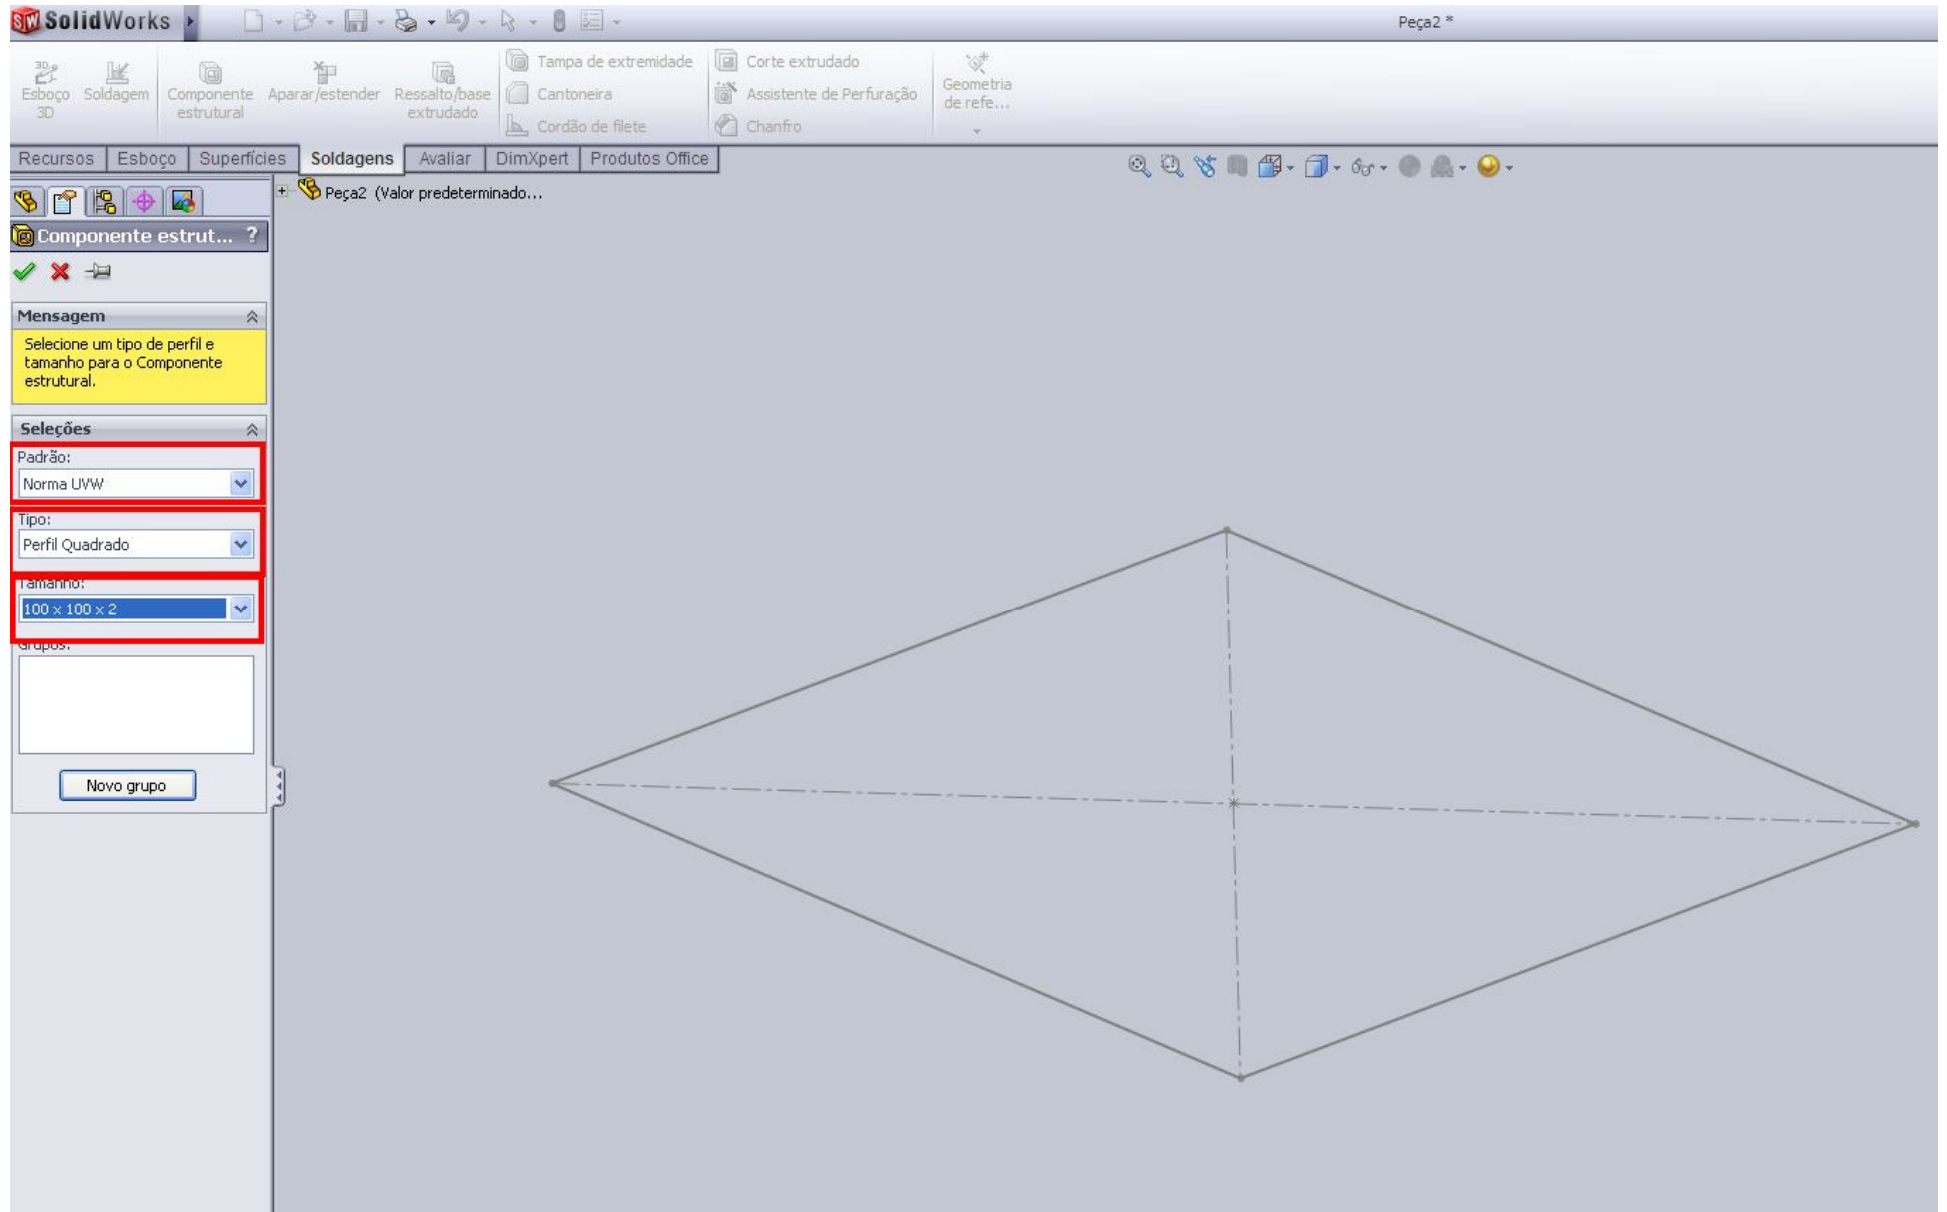 SolidWorks
Peça2 *
Esboço 3D
Soldagem
Componente estrutural
Aparar/estender
Ressalto/base extrudado
Tampa de extremidade
Cantoneira
Cordão de filete
Corte extrudado
Assistente de Perfuração
Chanfro
Geometria de refe...
Recursos Esboço Superfícies Soldagens Avaliar DimXpert Produtos Office
Peça2 (Valor predeterminado...
Componente estrut... ?
Mensagem
Selecione um tipo de perfil e
tamanho para o Componente
estrutural.
Seleções
Padrão:
Norma UVW
Tipo:
Perfil Quadrado
Tamanho:
100 x 100 x 2
Grupos:
Novo grupo